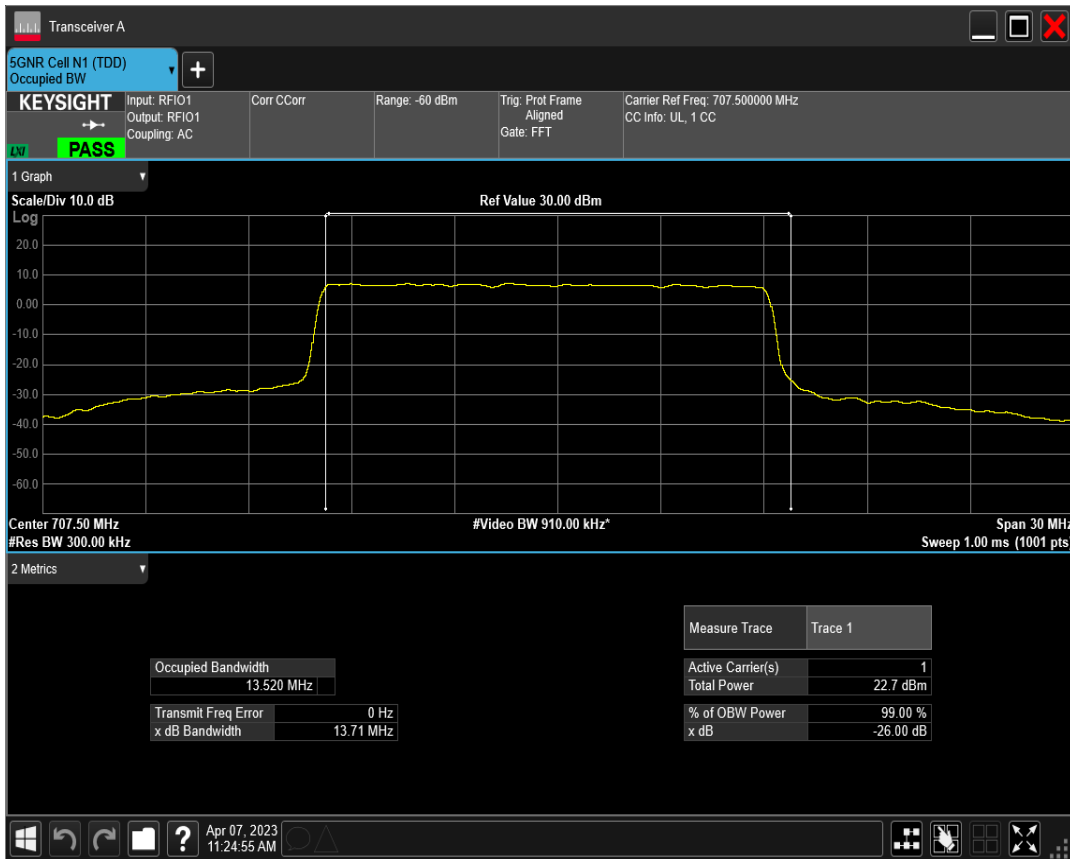 Transceiver A
5GNR Cell N1 (TDD)
Occupied BW
+
KEYSIGHT
LXI
PASS
Input: RFIO1
Output: RFIO1
Coupling: AC
Corr CCorr
Range: -60 dBm
Trig: Prot Frame
Aligned
Gate: FFT
Carrier Ref Freq: 707.500000 MHz
CC Info: UL, 1 CC
1 Graph
Scale/Div 10.0 dB
Ref Value 30.00 dBm
Log
20.0
10.0
0.00
-10.0
-20.0
-30.0
-40.0
-50.0
-60.0
Center 707.50 MHz
#Video BW 910.00 kHz*
Span 30 MHz
#Res BW 300.00 kHz
Sweep 1.00 ms (1001 pts)
2 Metrics
Measure Trace Trace 1
Occupied Bandwidth
13.520 MHz
Active Carrier(s) 1
Total Power 22.7 dBm
Transmit Freq Error 0 Hz
x dB Bandwidth 13.71 MHz
% of OBW Power 99.00 %
x dB -26.00 dB
?
Apr 07, 2023
11:24:55 AM